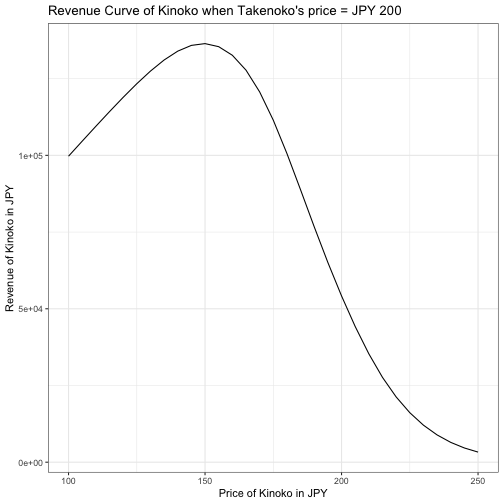 Revenue Curve of Kinoko when Takenoko's price = JPY 200
Revenue of Kinoko in JPY
1e+05
5e+04
0e+00
100 150 200 250
Price of Kinoko in JPY